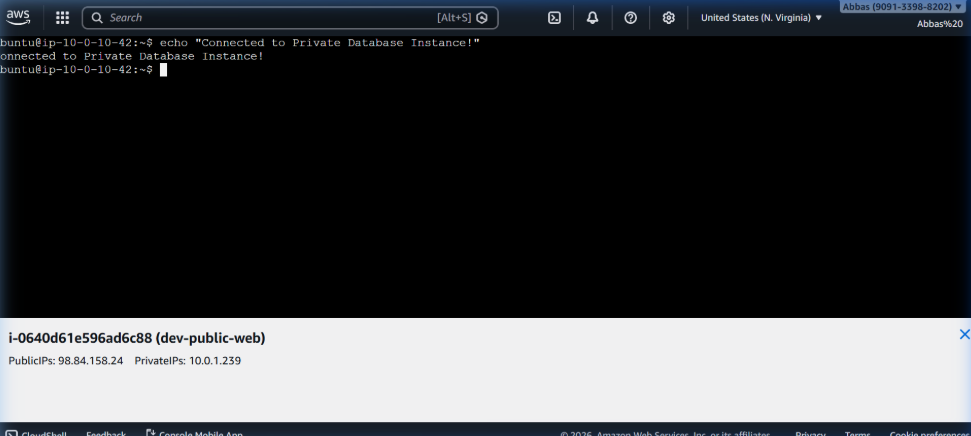 aws
Search [Alt+S]
United States (N. Virginia) ▼
Abbas (9091-3398-8202) ▼
Abbas%20
buntu@ip-10-0-10-42:~$ echo "Connected to Private Database Instance!"
onnected to Private Database Instance!
buntu@ip-10-0-10-42:~$
i-0640d61e596ad6c88 (dev-public-web)
PublicIPs: 98.84.158.24 PrivateIPs: 10.0.1.239
CloudShell Feedback Console Mobile App © 2026, Amazon Web Services, Inc. or its affiliates. Privacy Terms Cookie preferences